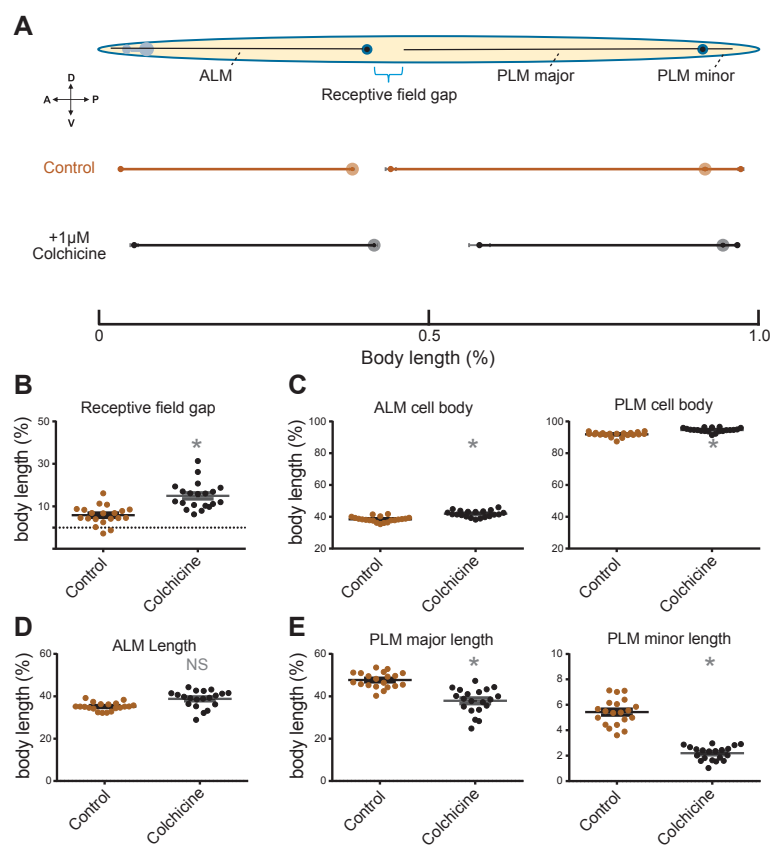 A
ALM
PLM major
PLM minor
Receptive field gap
D
A
P
V
Control
+1µM
Colchicine
0
0.5
1.0
Body length (%)
B
Receptive field gap
*
body length (%)
50
30
10
Control
Colchicine
C
ALM cell body
*
body length (%)
100
80
60
40
20
Control
Colchicine
PLM cell body
*
100
80
60
40
20
Control
Colchicine
D
ALM Length
NS
body length (%)
60
40
20
0
Control
Colchicine
E
PLM major length
*
body length (%)
60
40
20
0
Control
Colchicine
PLM minor length
*
10
8
6
4
2
0
Control
Colchicine